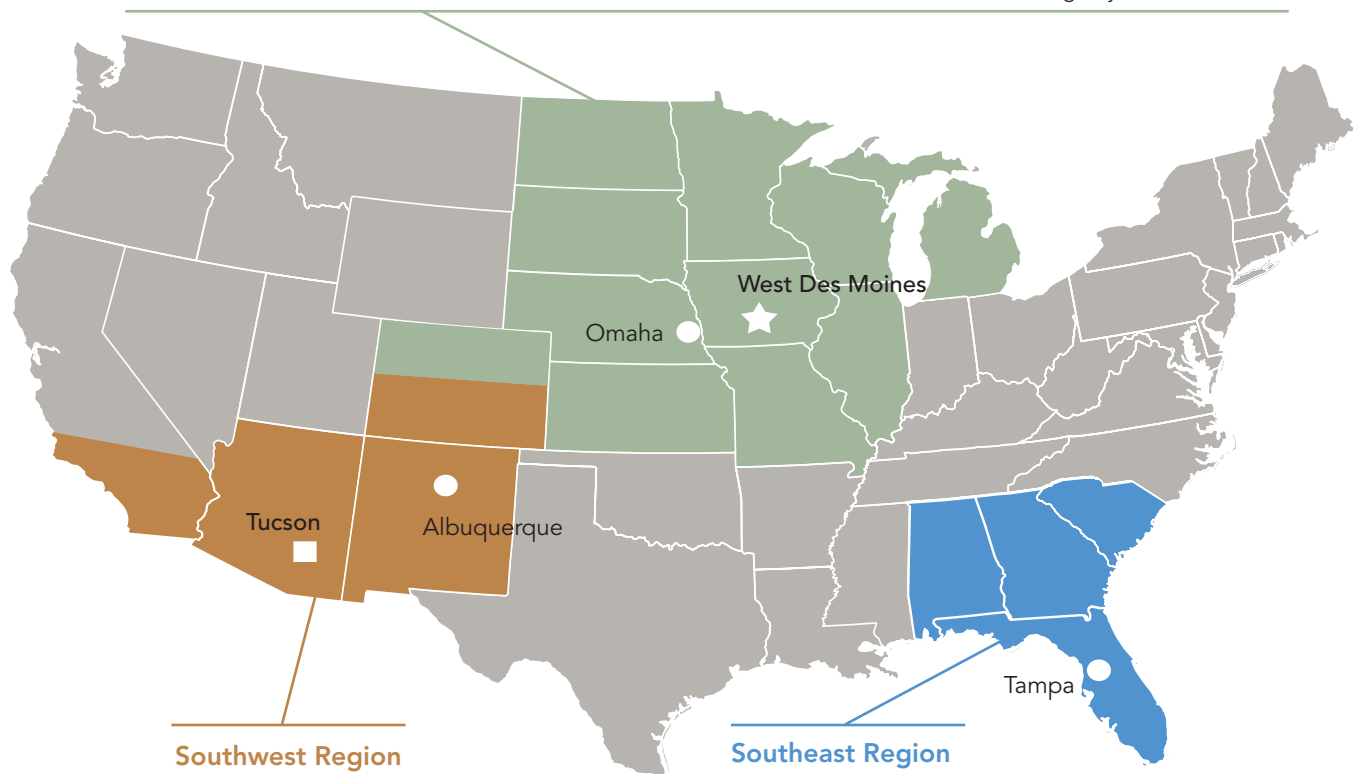 West Des Moines
Omaha
Tucson
Albuquerque
Tampa
Southwest Region
Southeast Region